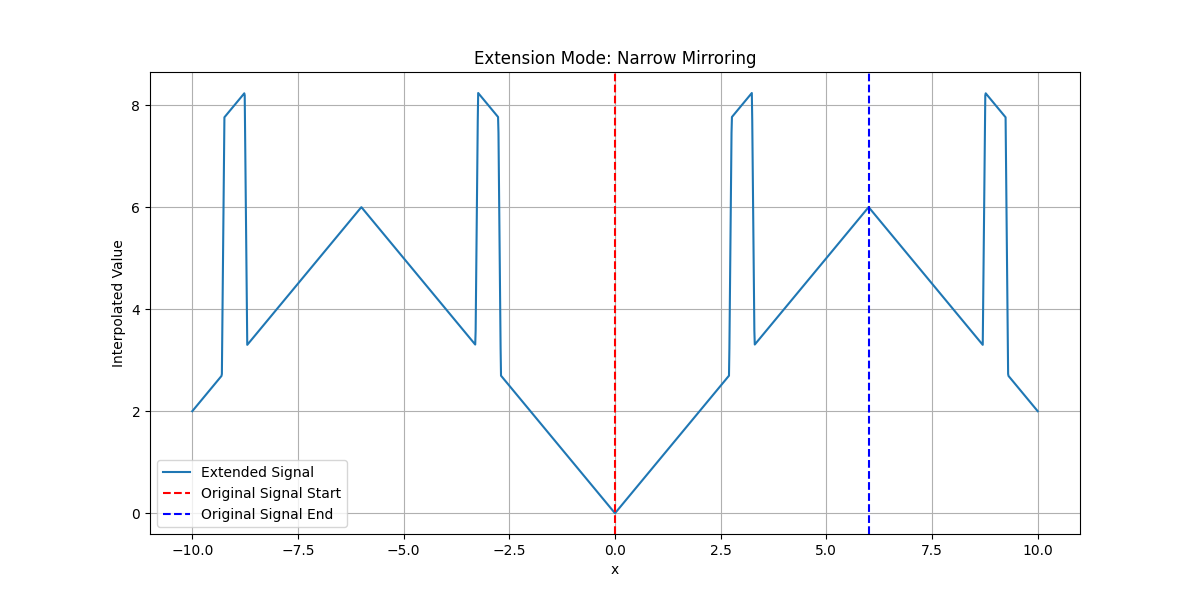 Extension Mode: Narrow Mirroring
Interpolated Value
8
6
4
2
0
Extended Signal
Original Signal Start
Original Signal End
−10.0 −7.5 −5.0 −2.5 0.0 2.5 5.0 7.5 10.0
x